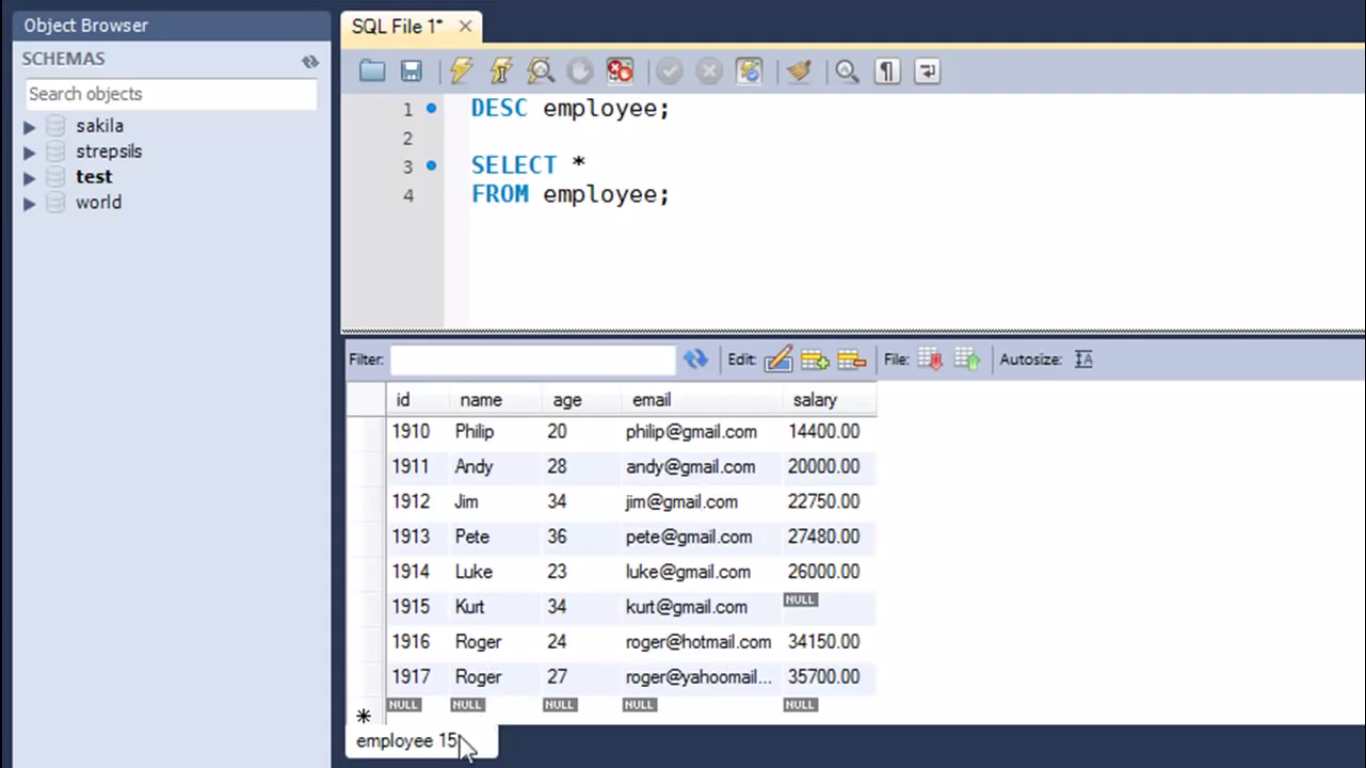 Object Browser
SCHEMAS
Search objects
sakila
strepsils
test
world
SQL File 1*
1 DESC employee;
2
3 SELECT *
4 FROM employee;
Filter: Edit: File: Autosize:
id name age email salary
1910 Philip 20 philip@gmail.com 14400.00
1911 Andy 28 andy@gmail.com 20000.00
1912 Jim 34 jim@gmail.com 22750.00
1913 Pete 36 pete@gmail.com 27480.00
1914 Luke 23 luke@gmail.com 26000.00
1915 Kurt 34 kurt@gmail.com NULL
1916 Roger 24 roger@hotmail.com 34150.00
1917 Roger 27 roger@yahoomail... 35700.00
* NULL NULL NULL NULL NULL
employee 15